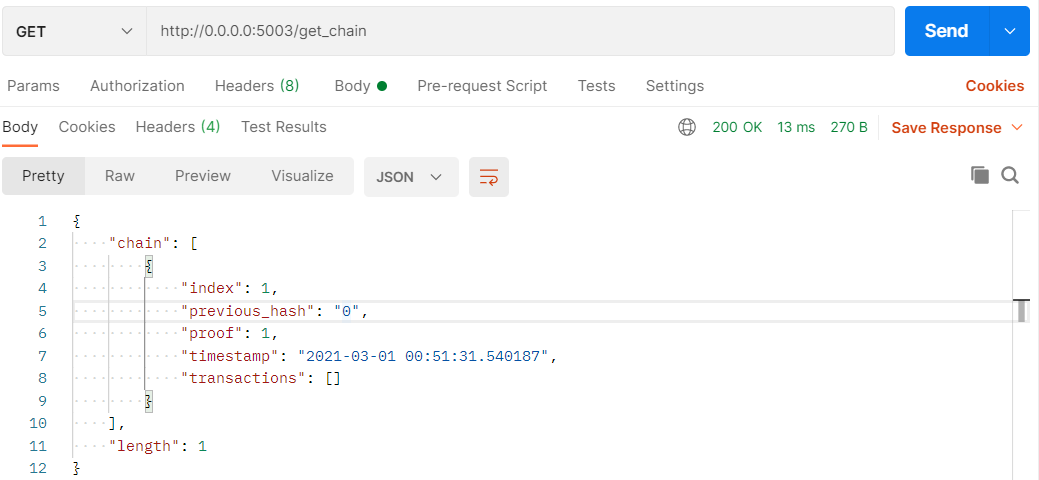 GET http://0.0.0.0:5003/get_chain Send
Params Authorization Headers (8) Body Pre-request Script Tests Settings Cookies
Body Cookies Headers (4) Test Results 200 OK 13 ms 270 B Save Response
Pretty Raw Preview Visualize JSON
1 {
2 "chain": [
3 {
4 "index": 1,
5 "previous_hash": "0",
6 "proof": 1,
7 "timestamp": "2021-03-01 00:51:31.540187",
8 "transactions": []
9 }
10 ],
11 "length": 1
12 }